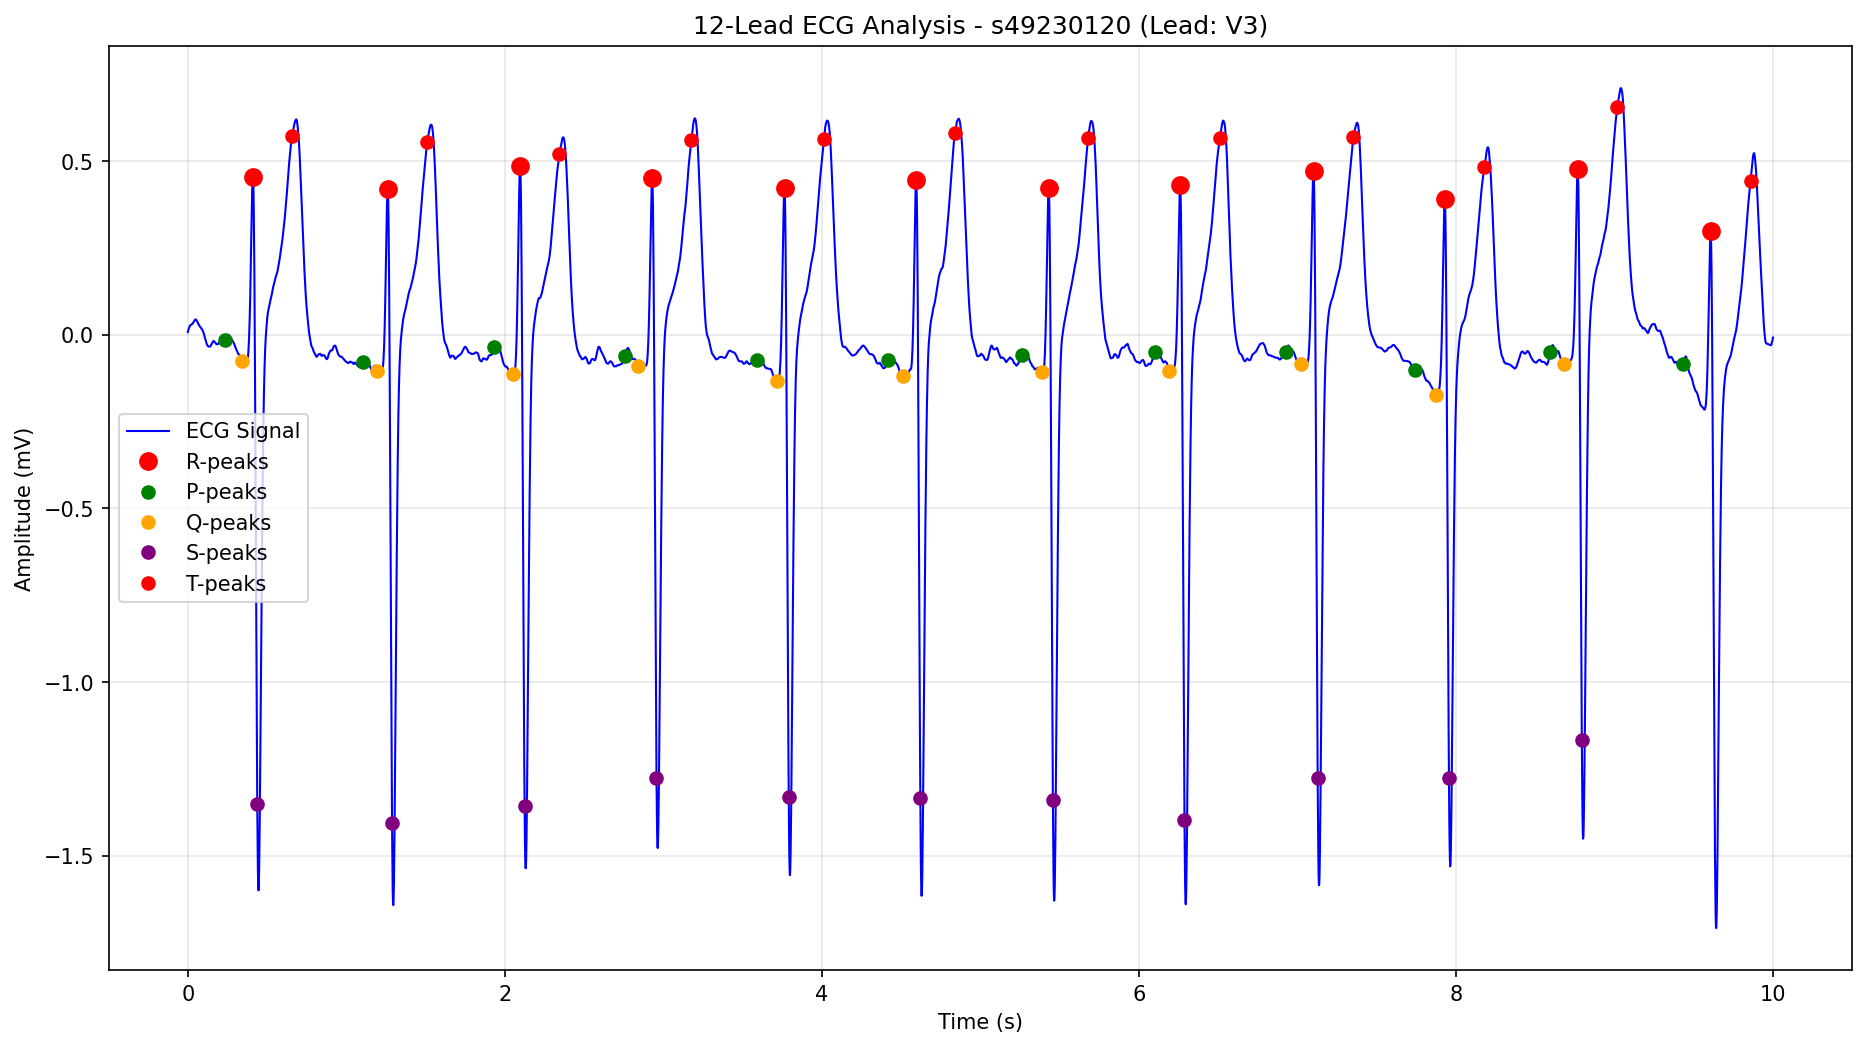 12-Lead ECG Analysis - s49230120 (Lead: V3)
Amplitude (mV)
0.5
0.0
−0.5
−1.0
−1.5
ECG Signal
R-peaks
P-peaks
Q-peaks
S-peaks
T-peaks
0 2 4 6 8 10
Time (s)